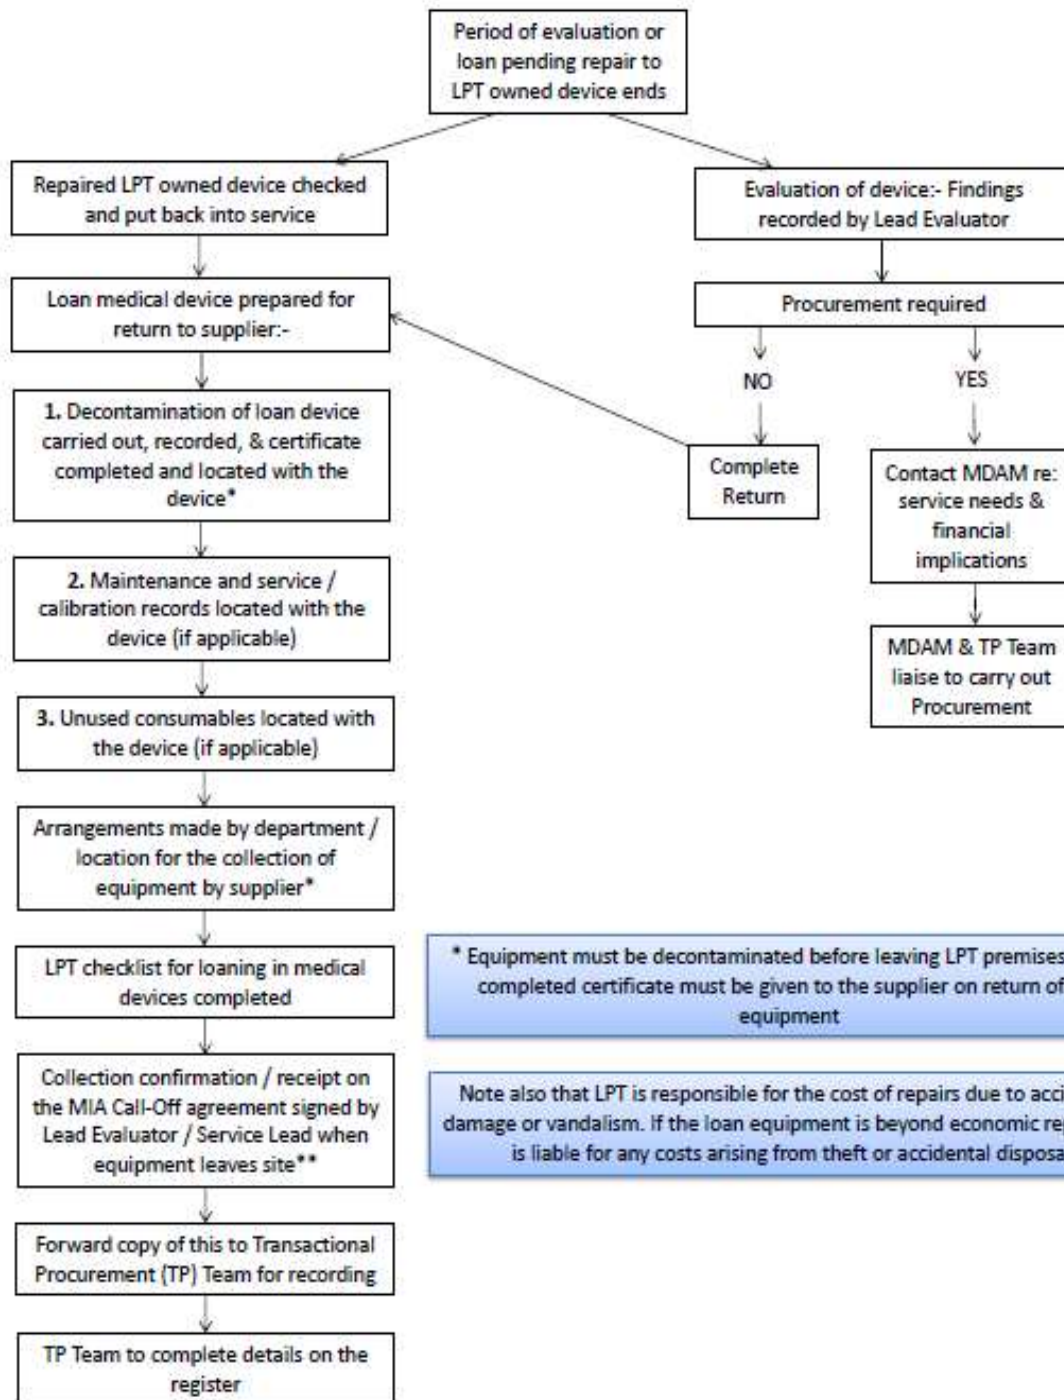 Period of evaluation or
loan pending repair to
LPT owned device ends
Repaired LPT owned device checked
and put back into service
Evaluation of device:- Findings
recorded by Lead Evaluator
Loan medical device prepared for
return to supplier:-
Procurement required
NO
YES
1. Decontamination of loan device
carried out, recorded, & certificate
completed and located with the
device*
Complete
Return
Contact MDAM re:
service needs &
financial
implications
2. Maintenance and service /
calibration records located with the
device (if applicable)
MDAM & TP Team
liaise to carry out
Procurement
3. Unused consumables located with
the device (if applicable)
Arrangements made by department /
location for the collection of
equipment by supplier*
LPT checklist for loaning in medical
devices completed
* Equipment must be decontaminated before leaving LPT premises
completed certificate must be given to the supplier on return of
equipment
Collection confirmation / receipt on
the MIA Call-Off agreement signed by
Lead Evaluator / Service Lead when
equipment leaves site**
Note also that LPT is responsible for the cost of repairs due to
damage or vandalism. If the loan equipment is beyond economic
is liable for any costs arising from theft or accidental
Forward copy of this to Transactional
Procurement (TP) Team for recording
TP Team to complete details on the
register